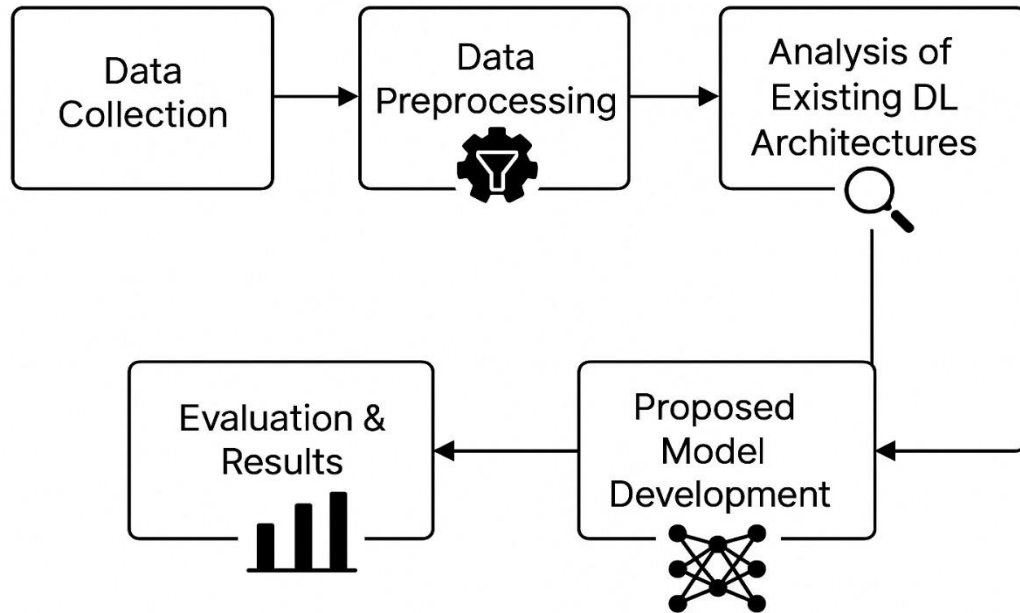 Data
Collection
Data
Preprocessing
Analysis of
Existing DL
Architectures
Proposed
Model
Development
Evaluation &
Results